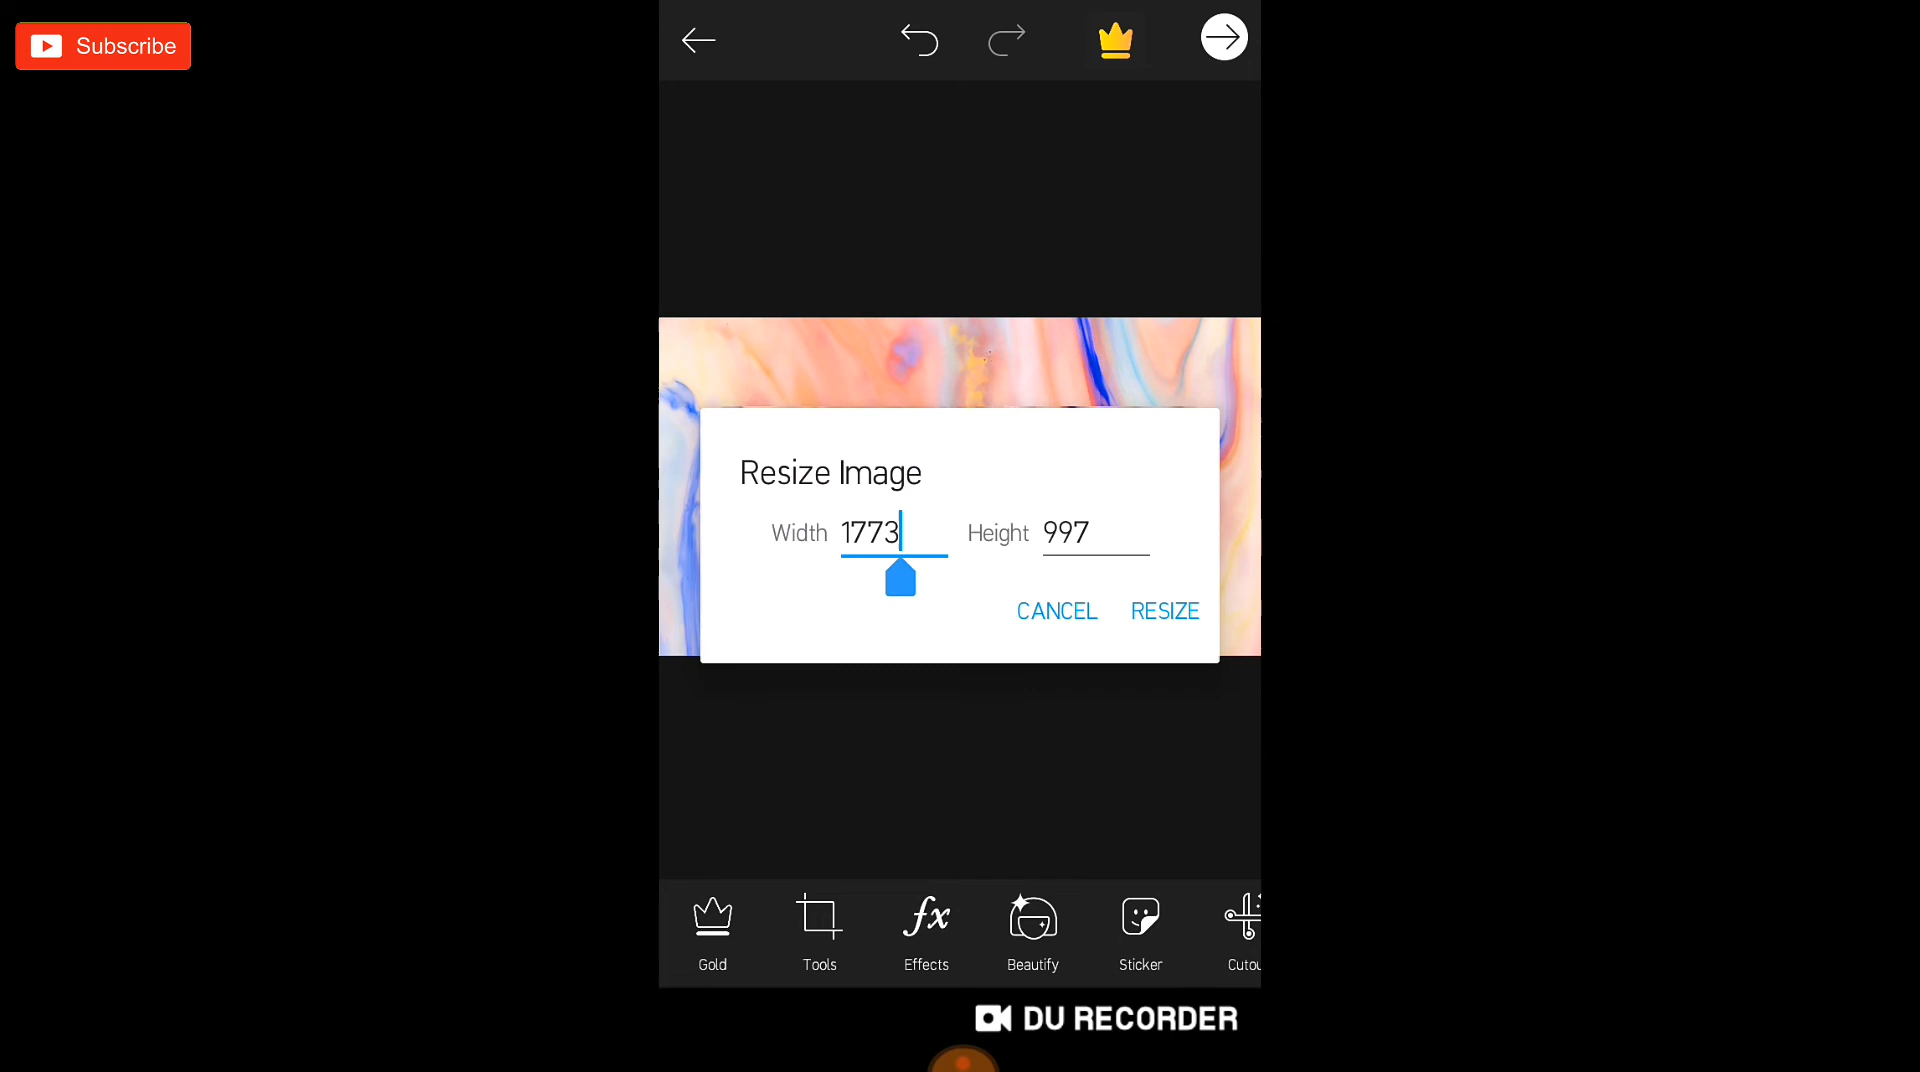 Subscribe
Resize Image
Width 1773 Height 997
CANCEL RESIZE
Gold Tools Effects Beautify Sticker Cutou
DU RECORDER